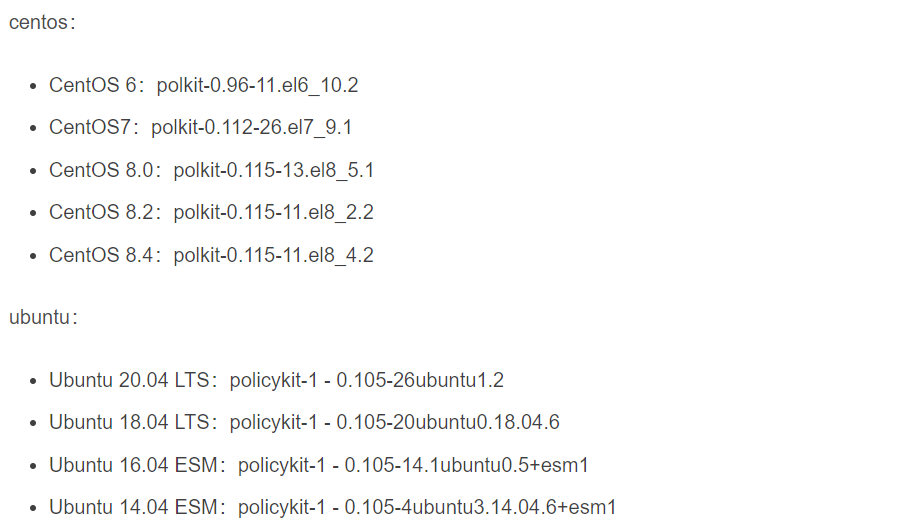 centos：
CentOS 6：polkit-0.96-11.el6_10.2
CentOS7：polkit-0.112-26.el7_9.1
CentOS 8.0：polkit-0.115-13.el8_5.1
CentOS 8.2：polkit-0.115-11.el8_2.2
CentOS 8.4：polkit-0.115-11.el8_4.2
ubuntu：
Ubuntu 20.04 LTS：policykit-1 - 0.105-26ubuntu1.2
Ubuntu 18.04 LTS：policykit-1 - 0.105-20ubuntu0.18.04.6
Ubuntu 16.04 ESM：policykit-1 - 0.105-14.1ubuntu0.5+esm1
Ubuntu 14.04 ESM：policykit-1 - 0.105-4ubuntu3.14.04.6+esm1